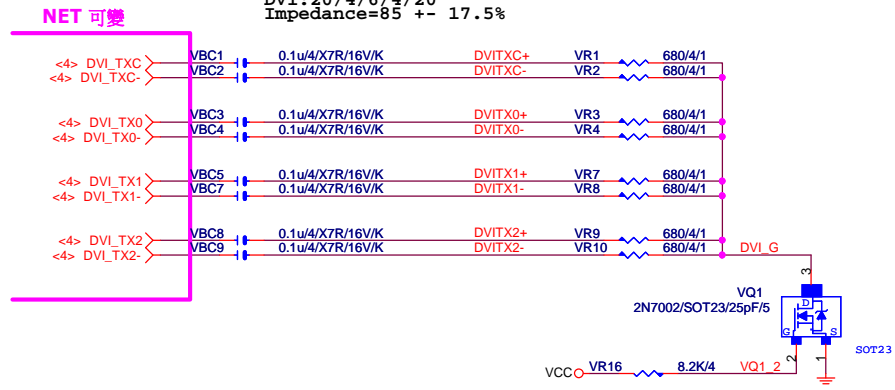 DVI:20/4/6/4/20
Impedance=85 +- 17.5%
NET 可變
<4> DVI_TXC VBC1 0.1u/4/X7R/16V/K DVITXC+ VR1 680/4/1
<4> DVI_TXC- VBC2 0.1u/4/X7R/16V/K DVITXC- VR2 680/4/1
<4> DVI_TX0 VBC3 0.1u/4/X7R/16V/K DVITX0+ VR3 680/4/1
<4> DVI_TX0- VBC4 0.1u/4/X7R/16V/K DVITX0- VR4 680/4/1
<4> DVI_TX1 VBC5 0.1u/4/X7R/16V/K DVITX1+ VR7 680/4/1
<4> DVI_TX1- VBC7 0.1u/4/X7R/16V/K DVITX1- VR8 680/4/1
<4> DVI_TX2 VBC8 0.1u/4/X7R/16V/K DVITX2+ VR9 680/4/1
<4> DVI_TX2- VBC9 0.1u/4/X7R/16V/K DVITX2- VR10 680/4/1 DVI_G
3
VQ1
2N7002/SOT23/25pF/5
D
G S
SOT23
2 1
VCC VR16 8.2K/4 VQ1_2